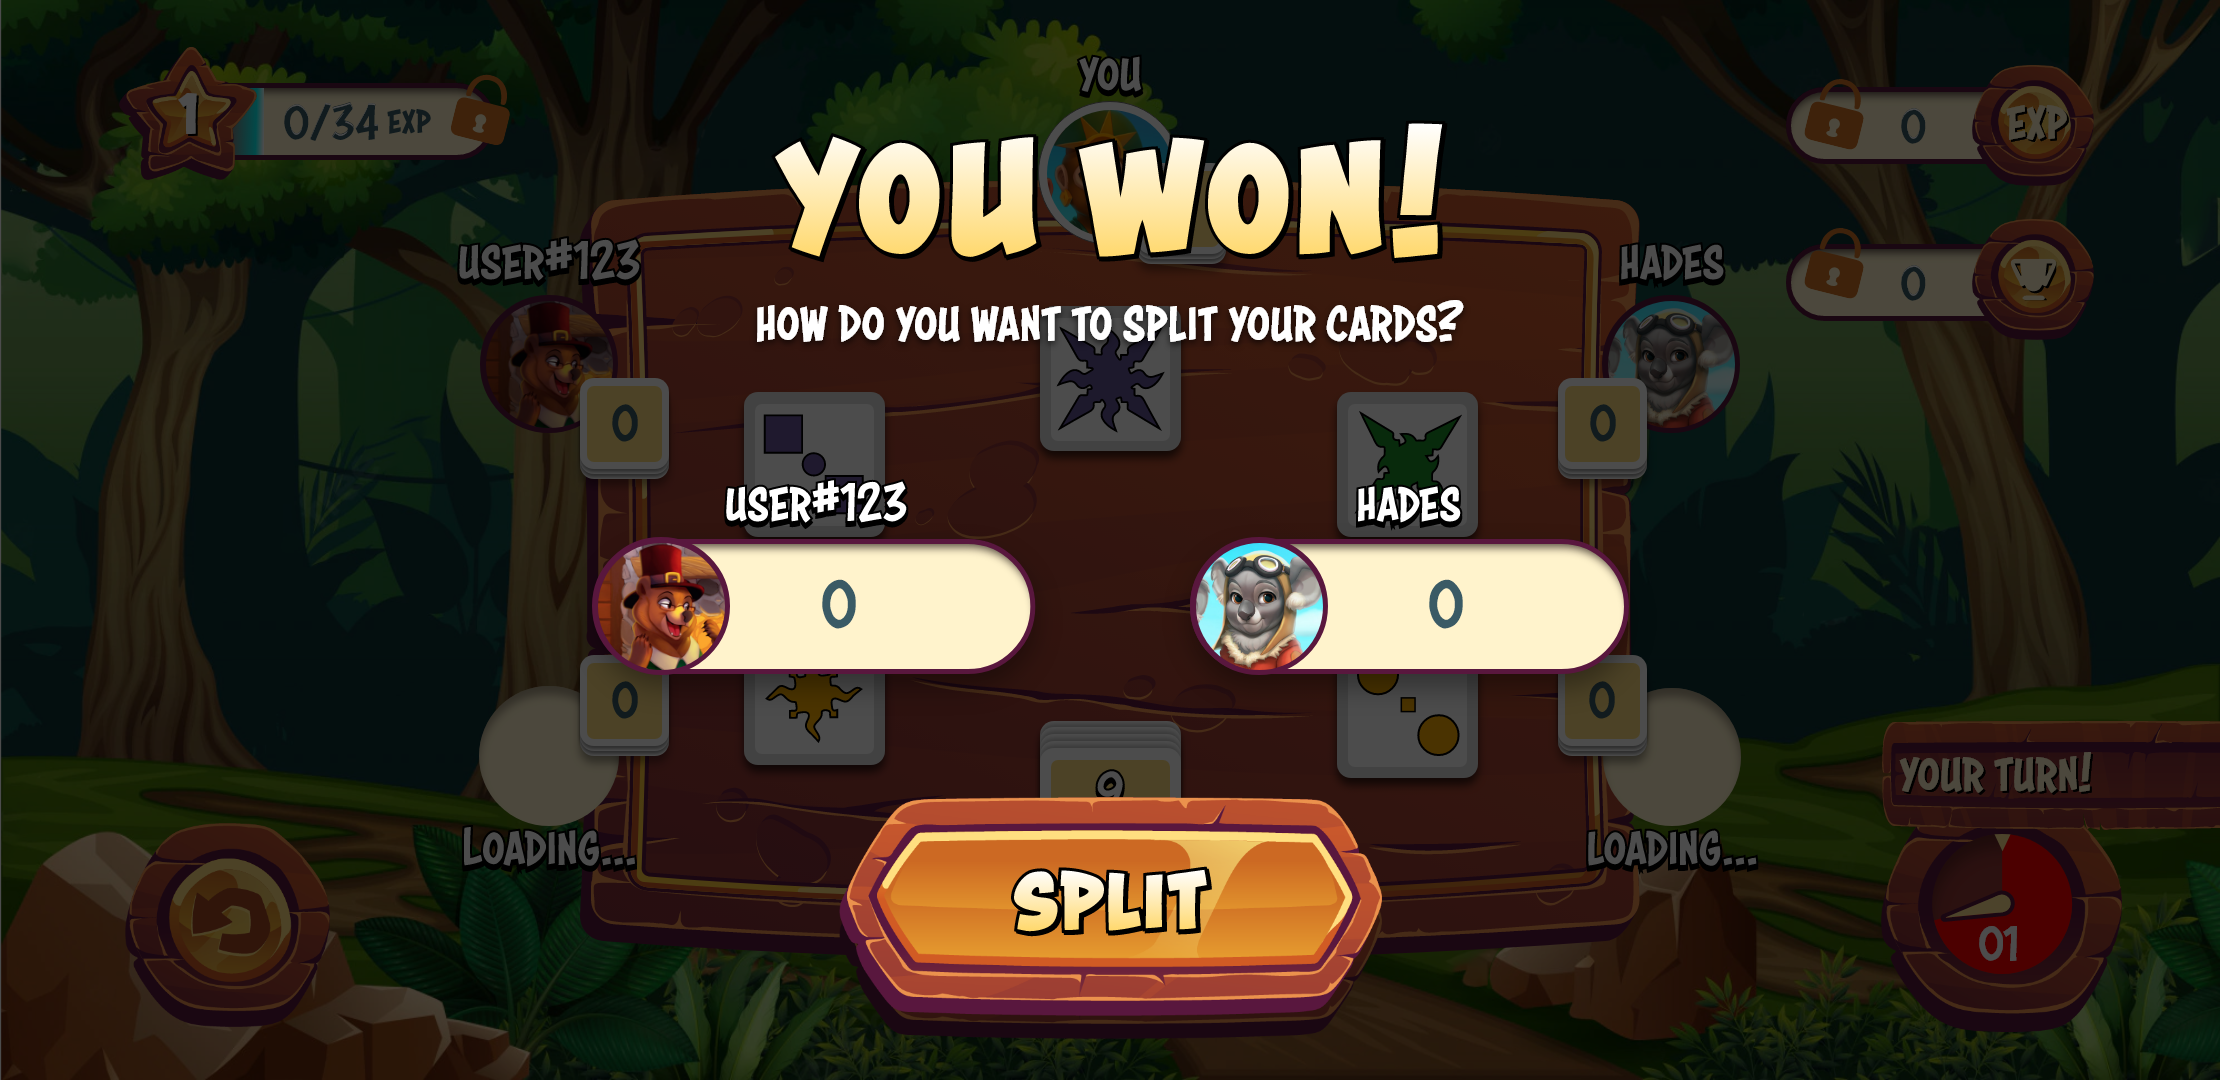 YOU
1
0/34 EXP
0
EXP
YOU WON!
USER#123
HADES
0
HOW DO YOU WANT TO SPLIT YOUR CARDS?
0
0
USER#123
HADES
0
0
0
0
9
YOUR TURN!
LOADING...
LOADING...
SPLIT
01